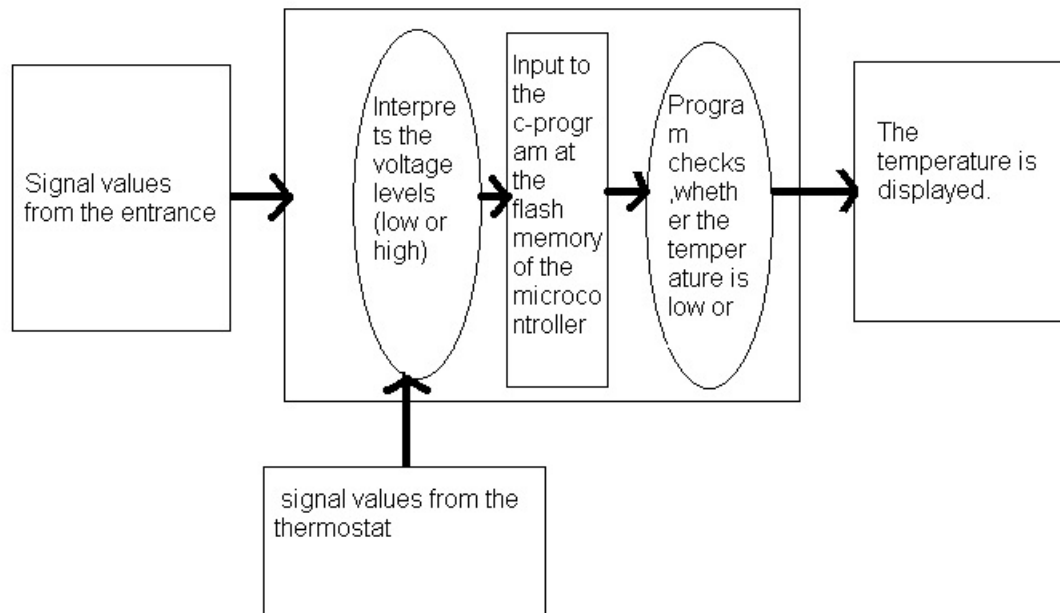 Signal values
from the entrance
Interpre
ts the
voltage
levels
(low or
high)
Input to
the
c-progr
am at
the
flash
memory
of the
microco
ntroller
Progra
m
checks
,wheth
er the
temper
ature is
low or
The
temperature is
displayed.
signal values from the
thermostat